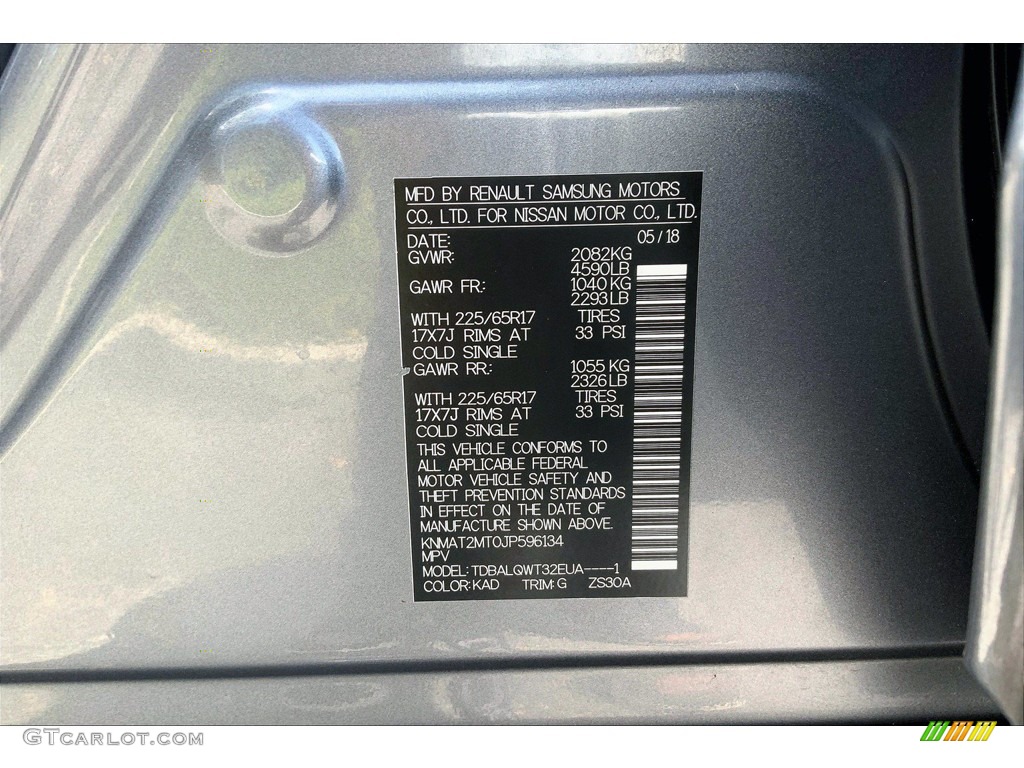 MFD BY RENAULT SAMSUNG MOTORS
CO., LTD. FOR NISSAN MOTOR CO., LTD.
DATE: 05/18
GVWR: 2082KG
4590LB
GAWR FR.: 1040 KG
2293 LB
WITH 225/65R17 TIRES
17X7J RIMS AT 33 PSI
COLD SINGLE
GAWR RR.: 1055 KG
2326 LB
WITH 225/65R17 TIRES
17X7J RIMS AT 33 PSI
COLD SINGLE
THIS VEHICLE CONFORMS TO
ALL APPLICABLE FEDERAL
MOTOR VEHICLE SAFETY AND
THEFT PREVENTION STANDARDS
IN EFFECT ON THE DATE OF
MANUFACTURE SHOWN ABOVE.
KNMAT2MT0JP596134
MPV
MODEL: TDBALQWT32EUA----1
COLOR: KAD TRIM: G ZS30A
GTcarlot.com